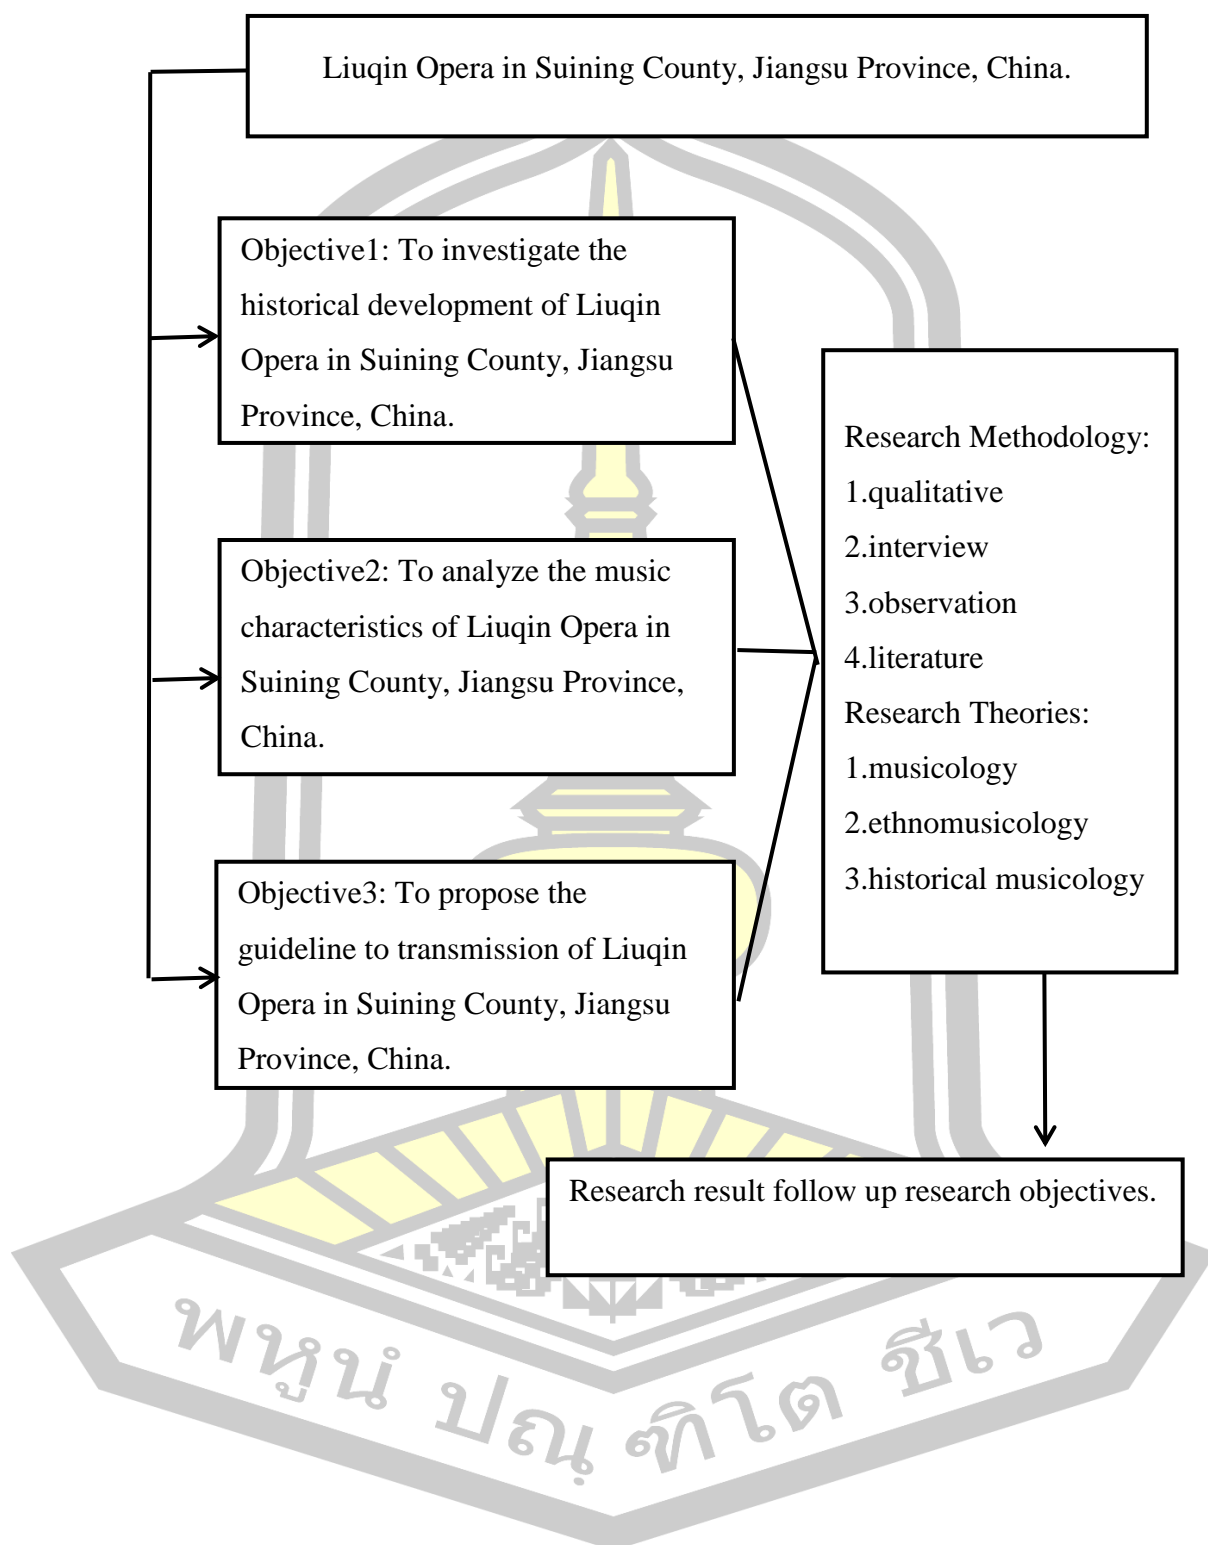 Liuqin Opera in Suining County, Jiangsu Province, China.
Objective1: To investigate the
historical development of Liuqin
Opera in Suining County, Jiangsu
Province, China.
Objective2: To analyze the music
characteristics of Liuqin Opera in
Suining County, Jiangsu Province,
China.
Objective3: To propose the
guideline to transmission of Liuqin
Opera in Suining County, Jiangsu
Province, China.
Research Methodology:
1.qualitative
2.interview
3.observation
4.literature
Research Theories:
1.musicology
2.ethnomusicology
3.historical musicology
Research result follow up research objectives.
พหูนํ ปณฺฑิโต ชีเว